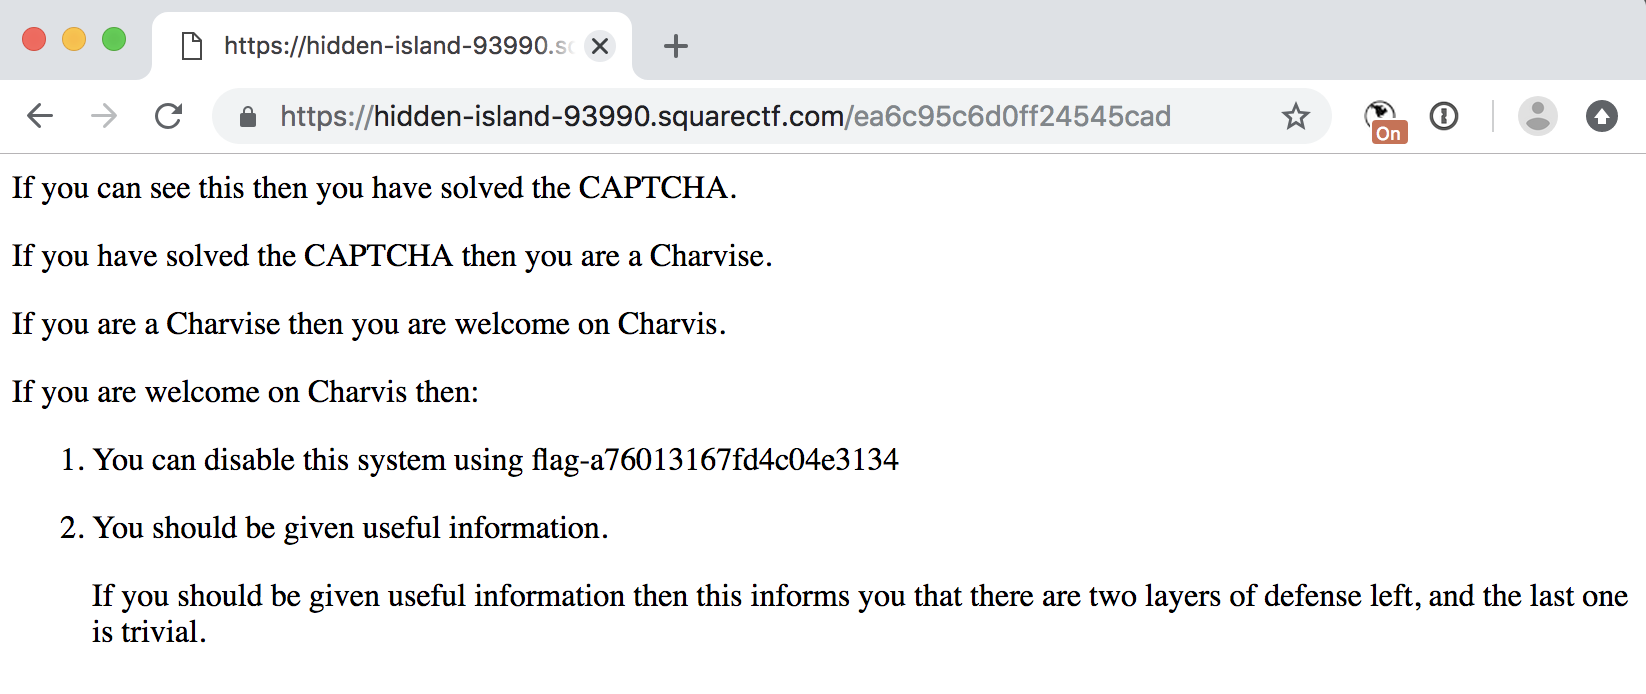 https://hidden-island-93990.s
https://hidden-island-93990.squarectf.com/ea6c95c6d0ff24545cad
On
If you can see this then you have solved the CAPTCHA.
If you have solved the CAPTCHA then you are a Charvise.
If you are a Charvise then you are welcome on Charvis.
If you are welcome on Charvis then:
1. You can disable this system using flag-a76013167fd4c04e3134
2. You should be given useful information.
If you should be given useful information then this informs you that there are two layers of defense left, and the last one
is trivial.